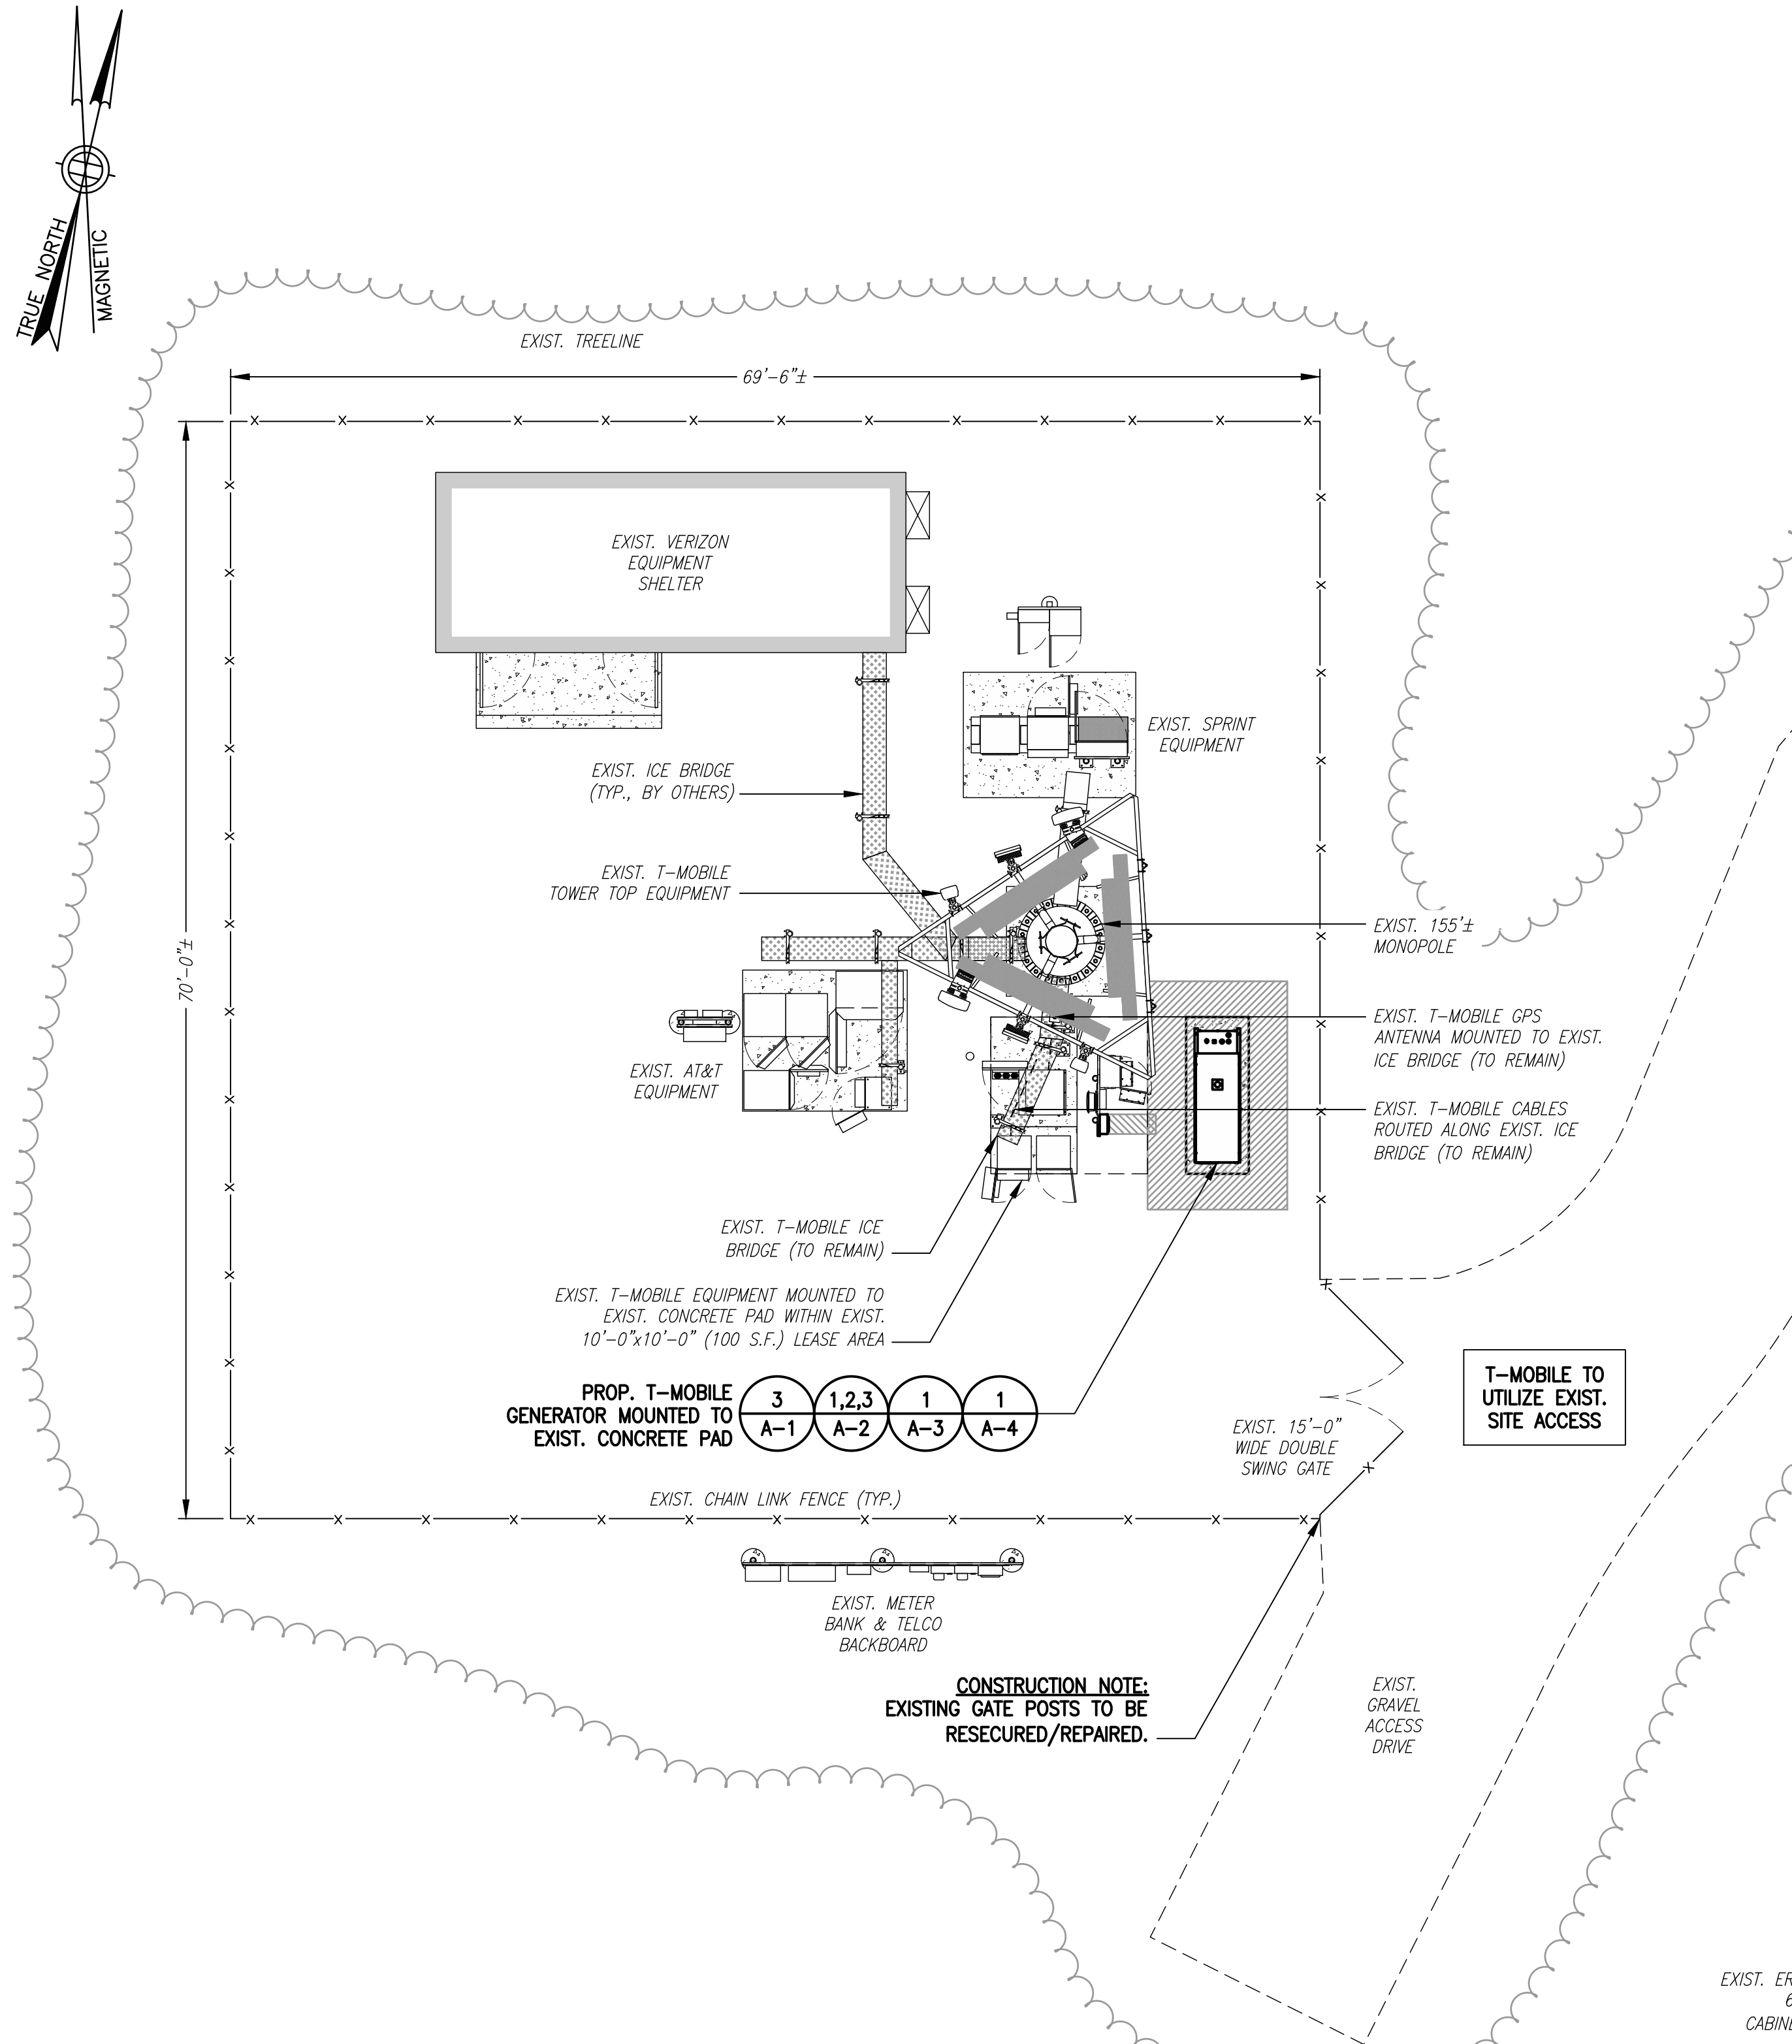 TRUE NORTH
MAGNETIC
EXIST. TREELINE
69'-6"±
70'-0"±
EXIST. VERIZON
EQUIPMENT
SHELTER
EXIST. SPRINT
EQUIPMENT
EXIST. ICE BRIDGE
(TYP., BY OTHERS)
EXIST. T-MOBILE
TOWER TOP EQUIPMENT
EXIST. 155'±
MONOPOLE
EXIST. T-MOBILE GPS
ANTENNA MOUNTED TO EXIST.
ICE BRIDGE (TO REMAIN)
EXIST. AT&T
EQUIPMENT
EXIST. T-MOBILE CABLES
ROUTED ALONG EXIST. ICE
BRIDGE (TO REMAIN)
EXIST. T-MOBILE ICE
BRIDGE (TO REMAIN)
EXIST. T-MOBILE EQUIPMENT MOUNTED TO
EXIST. CONCRETE PAD WITHIN EXIST.
10'-0"x10'-0" (100 S.F.) LEASE AREA
PROP. T-MOBILE
GENERATOR MOUNTED TO
EXIST. CONCRETE PAD
3
A-1
1,2,3
A-2
1
A-3
1
A-4
T-MOBILE TO
UTILIZE EXIST.
SITE ACCESS
EXIST. 15'-0"
WIDE DOUBLE
SWING GATE
EXIST. CHAIN LINK FENCE (TYP.)
EXIST. METER
BANK & TELCO
BACKBOARD
CONSTRUCTION NOTE:
EXISTING GATE POSTS TO BE
RESECURED/REPAIRED.
EXIST.
GRAVEL
ACCESS
DRIVE
EXIST.